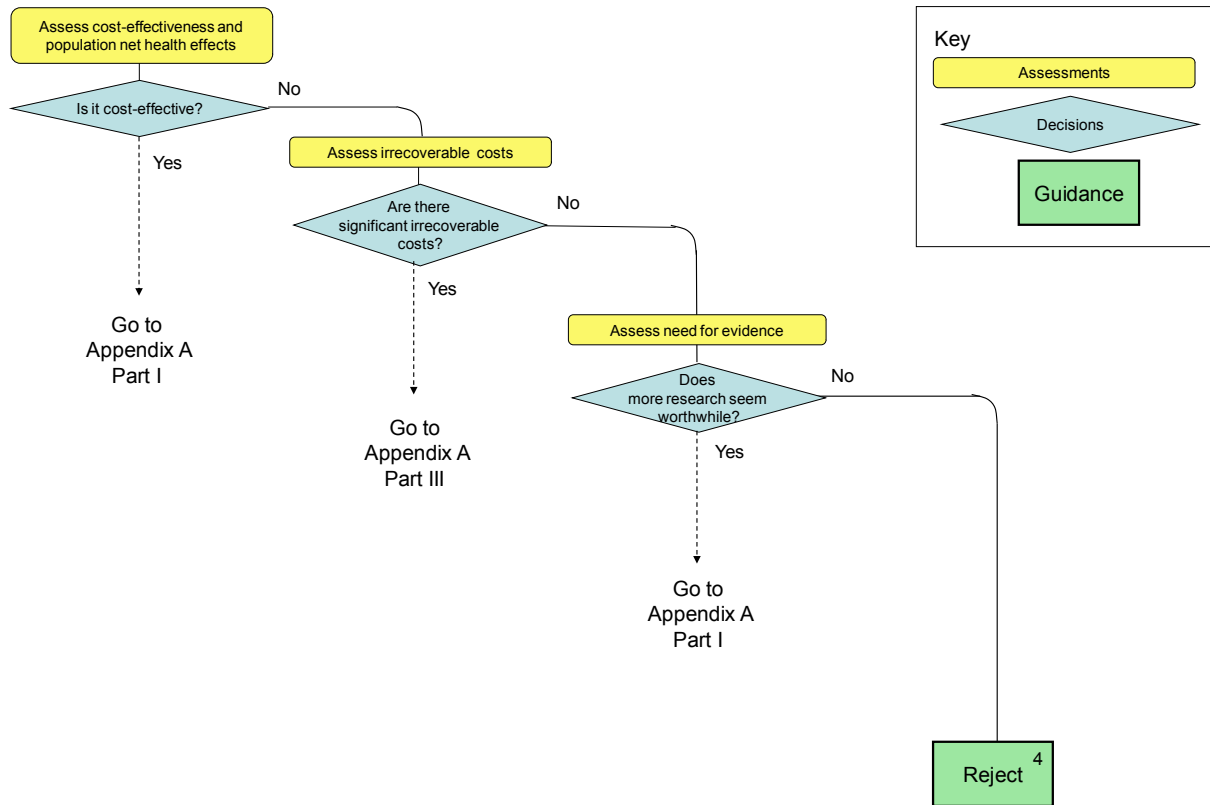 Assess cost-effectiveness and
population net health effects
Is it cost-effective?
No
Yes
Assess irrecoverable costs
Are there
significant irrecoverable
costs?
No
Yes
Go to
Appendix A
Part I
Assess need for evidence
Does
more research seem
worthwhile?
No
Yes
Go to
Appendix A
Part III
Go to
Appendix A
Part I
Reject 4
Key
Assessments
Decisions
Guidance